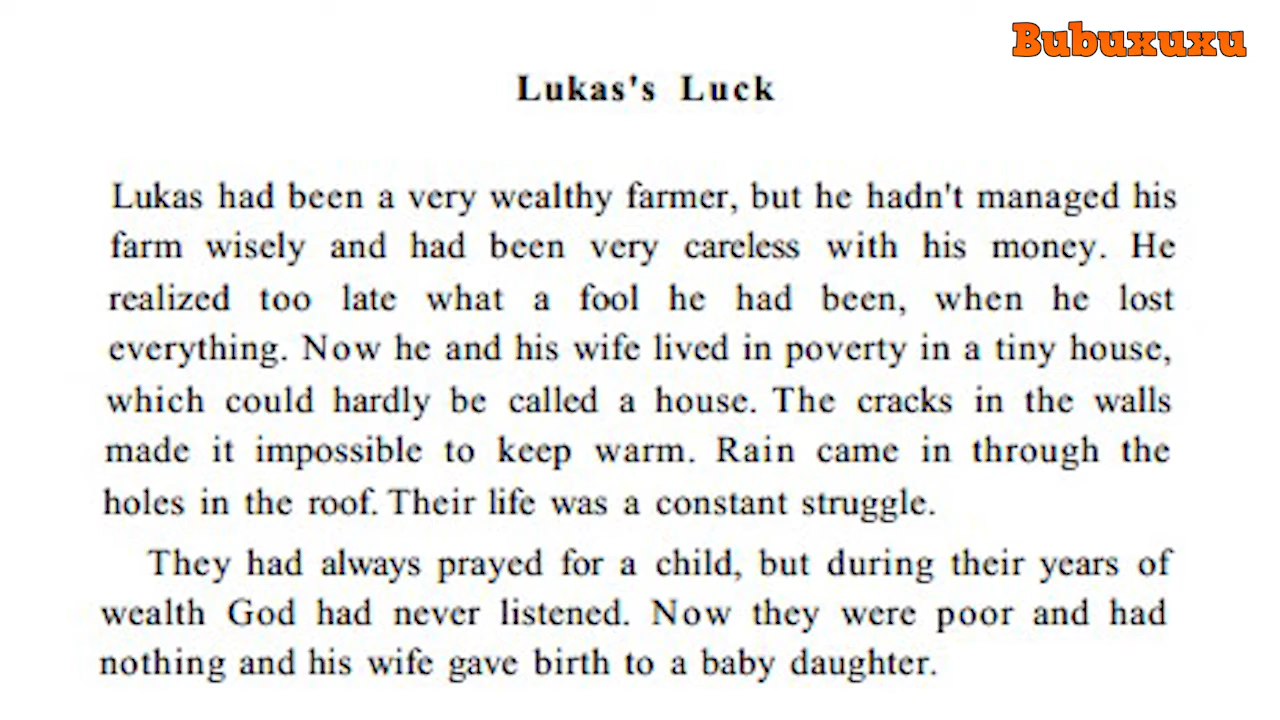 Bubuxuxu
Lukas's Luck
Lukas had been a very wealthy farmer, but he hadn't managed his
farm wisely and had been very careless with his money. He
realized too late what a fool he had been, when he lost
everything. Now he and his wife lived in poverty in a tiny house,
which could hardly be called a house. The cracks in the walls
made it impossible to keep warm. Rain came in through the
holes in the roof. Their life was a constant struggle.
They had always prayed for a child, but during their years of
wealth God had never listened. Now they were poor and had
nothing and his wife gave birth to a baby daughter.